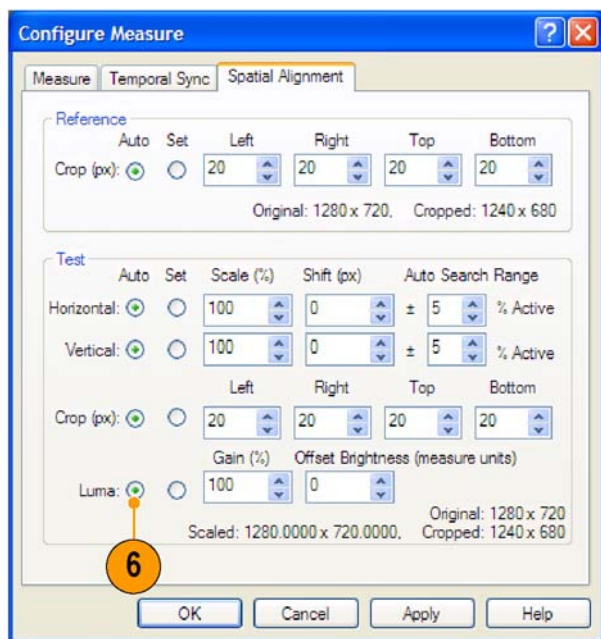 Configure Measure
Measure Temporal Sync Spatial Alignment
Reference
Auto Set Left Right Top Bottom
Crop (px): 20 20 20 20
Original: 1280 x 720, Cropped: 1240 x 680
Test
Auto Set Scale (%) Shift (px) Auto Search Range
Horizontal: 100 0 ± 5 % Active
Vertical: 100 0 ± 5 % Active
Left Right Top Bottom
Crop (px): 20 20 20 20
Gain (%) Offset Brightness (measure units)
Luma: 100 0
Original: 1280 x 720
Scaled: 1280.0000 x 720.0000, Cropped: 1240 x 680
6
OK Cancel Apply Help